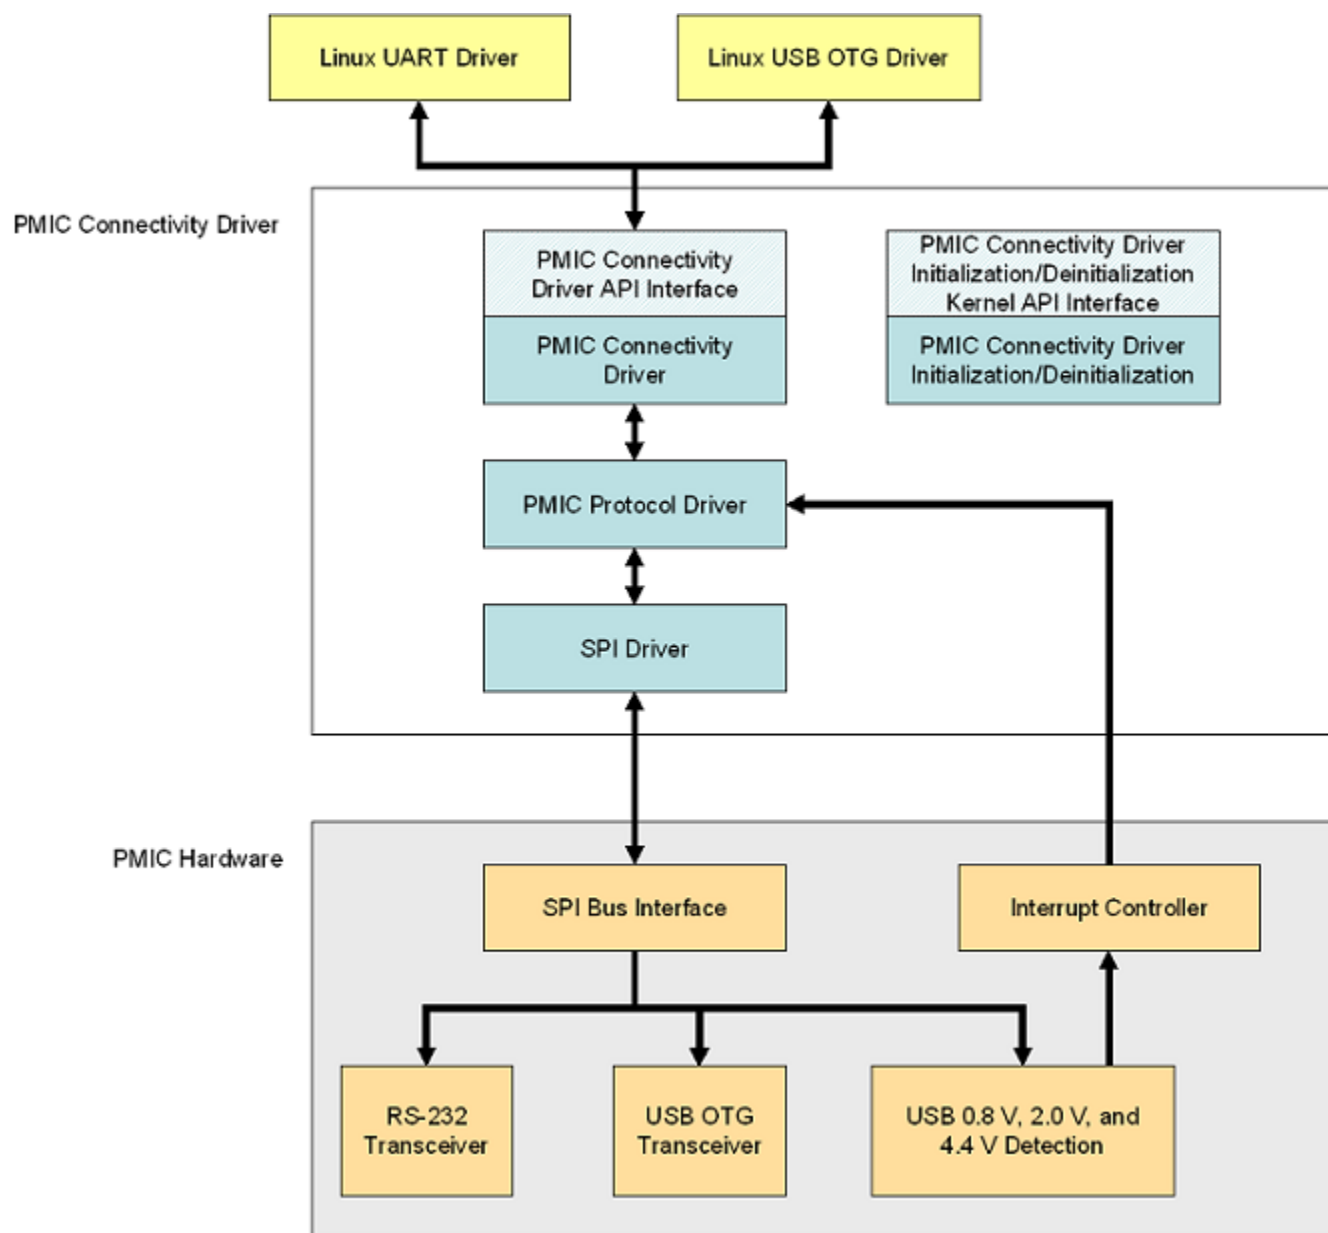 Linux UART Driver
Linux USB OTG Driver
PMIC Connectivity Driver
PMIC Connectivity
Driver API Interface
PMIC Connectivity Driver
Initialization/Deinitialization
Kernel API Interface
PMIC Connectivity
Driver
PMIC Connectivity Driver
Initialization/Deinitialization
PMIC Protocol Driver
SPI Driver
PMIC Hardware
SPI Bus Interface
Interrupt Controller
RS-232
Transceiver
USB OTG
Transceiver
USB 0.8 V, 2.0 V, and
4.4 V Detection